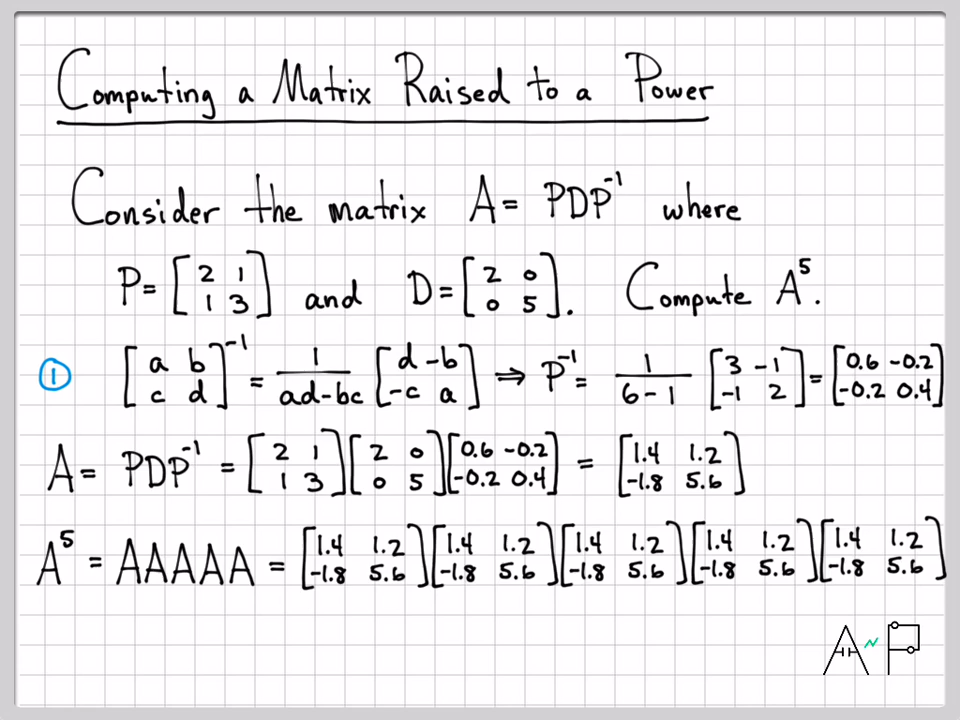 Computing a Matrix Raised to a Power
Consider the matrix A = PDP⁻¹ where
P = [2 1; 1 3] and D = [2 0; 0 5]. Compute A⁵.
① [a b; c d]⁻¹ = 1/(ad-bc) [d -b; -c a] ⇒ P⁻¹ = 1/(6-1) [3 -1; -1 2] = [0.6 -0.2; -0.2 0.4]
A = PDP⁻¹ = [2 1; 1 3] [2 0; 0 5] [0.6 -0.2; -0.2 0.4] = [1.4 1.2; -1.8 5.6]
A⁵ = AAAAA = [1.4 1.2; -1.8 5.6] [1.4 1.2; -1.8 5.6] [1.4 1.2; -1.8 5.6] [1.4 1.2; -1.8 5.6] [1.4 1.2; -1.8 5.6]
A~P